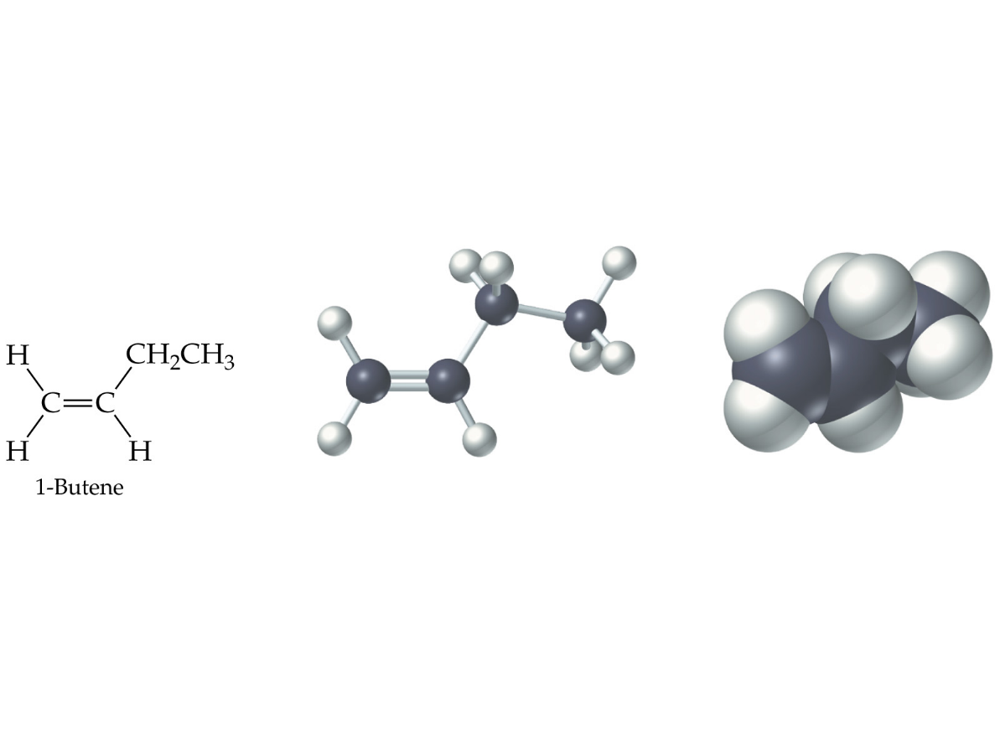 H CH₂CH₃
C=C
H H
1-Butene